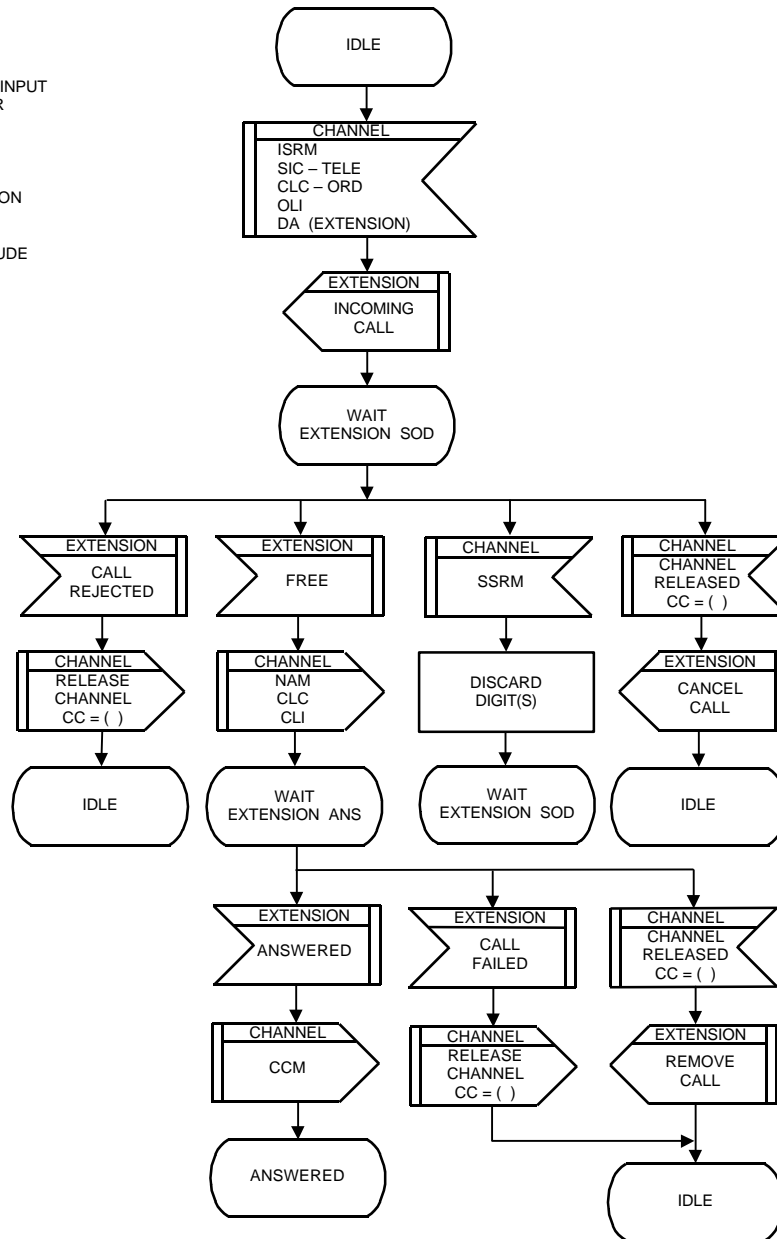 IDLE
INPUT
R
CHANNEL
ISRM
SIC – TELE
CLC – ORD
OLI
DA (EXTENSION)
ON
UDE
EXTENSION
INCOMING
CALL
WAIT
EXTENSION SOD
EXTENSION
CALL
REJECTED
EXTENSION
FREE
CHANNEL
SSRM
CHANNEL
CHANNEL
RELEASED
CC = ( )
CHANNEL
RELEASE
CHANNEL
CC = ( )
CHANNEL
NAM
CLC
CLI
DISCARD
DIGIT(S)
EXTENSION
CANCEL
CALL
IDLE
WAIT
EXTENSION ANS
WAIT
EXTENSION SOD
IDLE
EXTENSION
ANSWERED
EXTENSION
CALL
FAILED
CHANNEL
CHANNEL
RELEASED
CC = ( )
CHANNEL
CCM
CHANNEL
RELEASE
CHANNEL
CC = ( )
EXTENSION
REMOVE
CALL
ANSWERED
IDLE